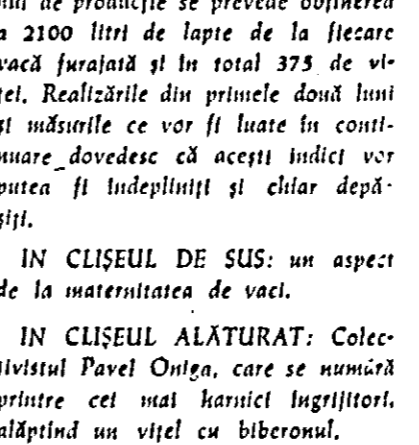 de producție se prevede obținerea
a 2100 litri de lapte de la fiecare
vacă furajată și în total 375 de vi-
ței. Realizările din primele două luni
și măsurile ce vor fi luate în conti-
nuare dovedesc că acești indici vor
putea fi îndepliniți și chiar depă-
șiți.
IN CLIȘEUL DE SUS: un aspect
de la maternitatea de vaci.
IN CLIȘEUL ALĂTURAT: Colec-
tivistul Pavel Oniga, care se numără
printre cei mai harnici îngrijitori,
alăptînd un vițel cu biberonul.